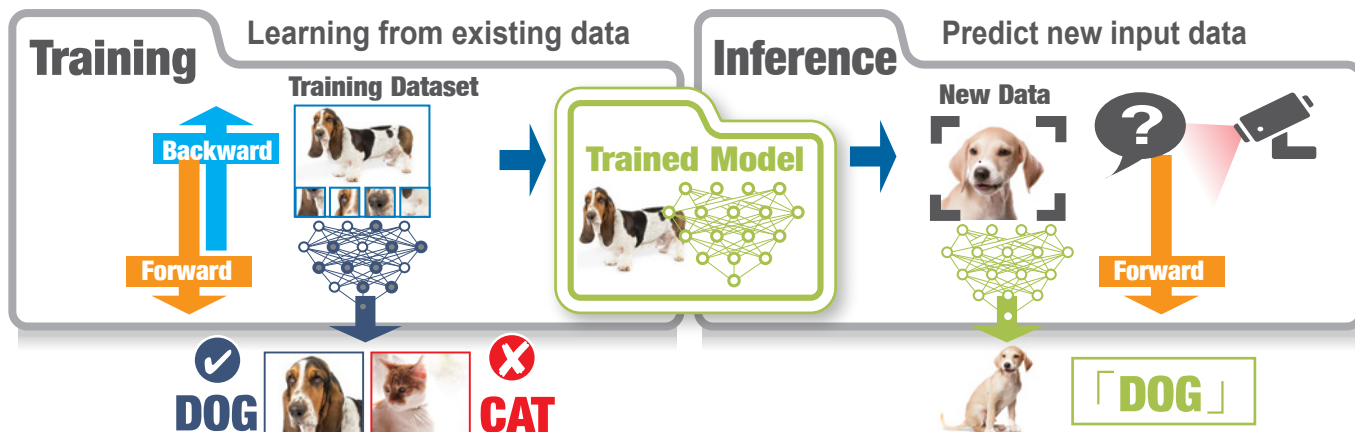 Training
Learning from existing data
Training Dataset
Backward
Forward
DOG
CAT
Trained Model
Inference
Predict new input data
New Data
?
Forward
「DOG」